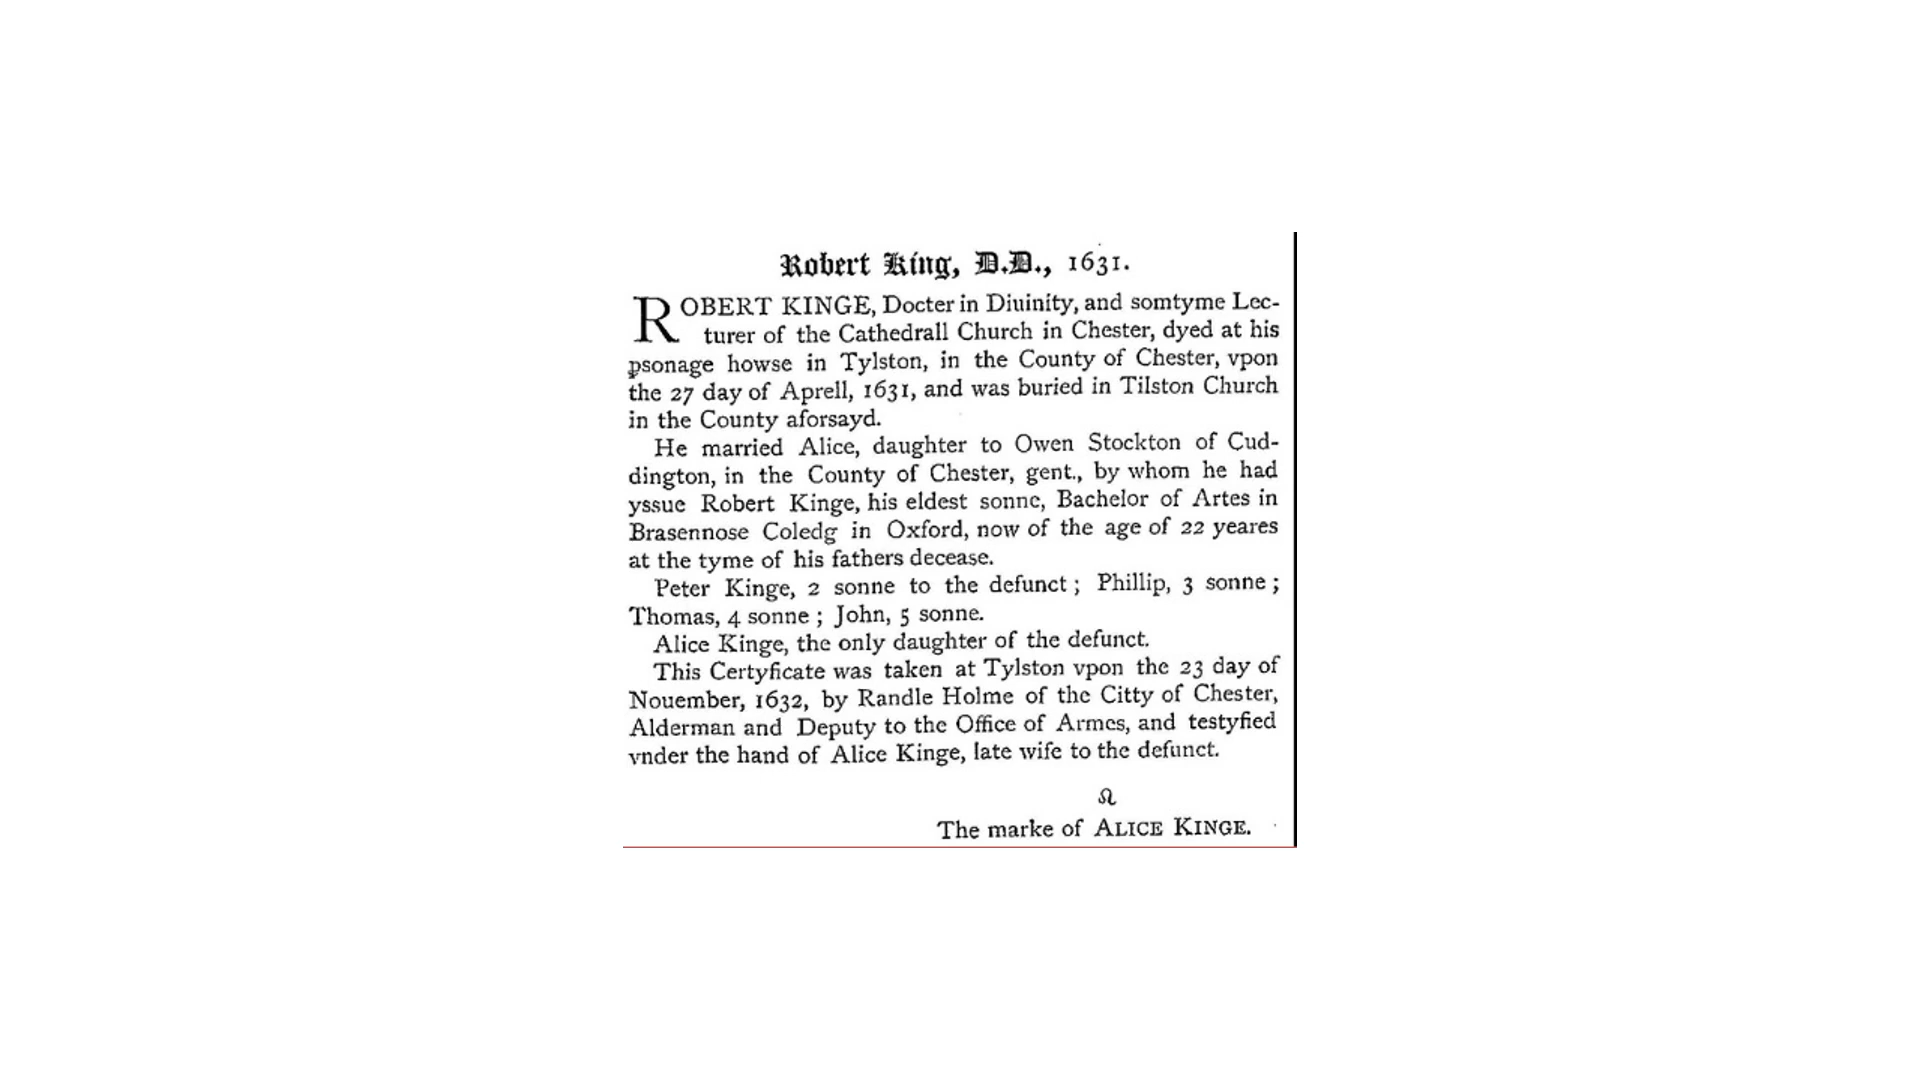 Robert King, D.D., 1631.
ROBERT KINGE, Docter in Diuinity, and somtyme Lec-
turer of the Cathedrall Church in Chester, dyed at his
ꝑsonage howse in Tylston, in the County of Chester, vpon
the 27 day of Aprell, 1631, and was buried in Tilston Church
in the County aforsayd.
He married Alice, daughter to Owen Stockton of Cud-
dington, in the County of Chester, gent., by whom he had
yssue Robert Kinge, his eldest sonne, Bachelor of Artes in
Brasennose Coledg in Oxford, now of the age of 22 yeares
at the tyme of his fathers decease.
Peter Kinge, 2 sonne to the defunct; Phillip, 3 sonne;
Thomas, 4 sonne; John, 5 sonne.
Alice Kinge, the only daughter of the defunct.
This Certyficate was taken at Tylston vpon the 23 day of
Nouember, 1632, by Randle Holme of the Citty of Chester,
Alderman and Deputy to the Office of Armes, and testyfied
vnder the hand of Alice Kinge, late wife to the defunct.
The marke of ALICE KINGE.